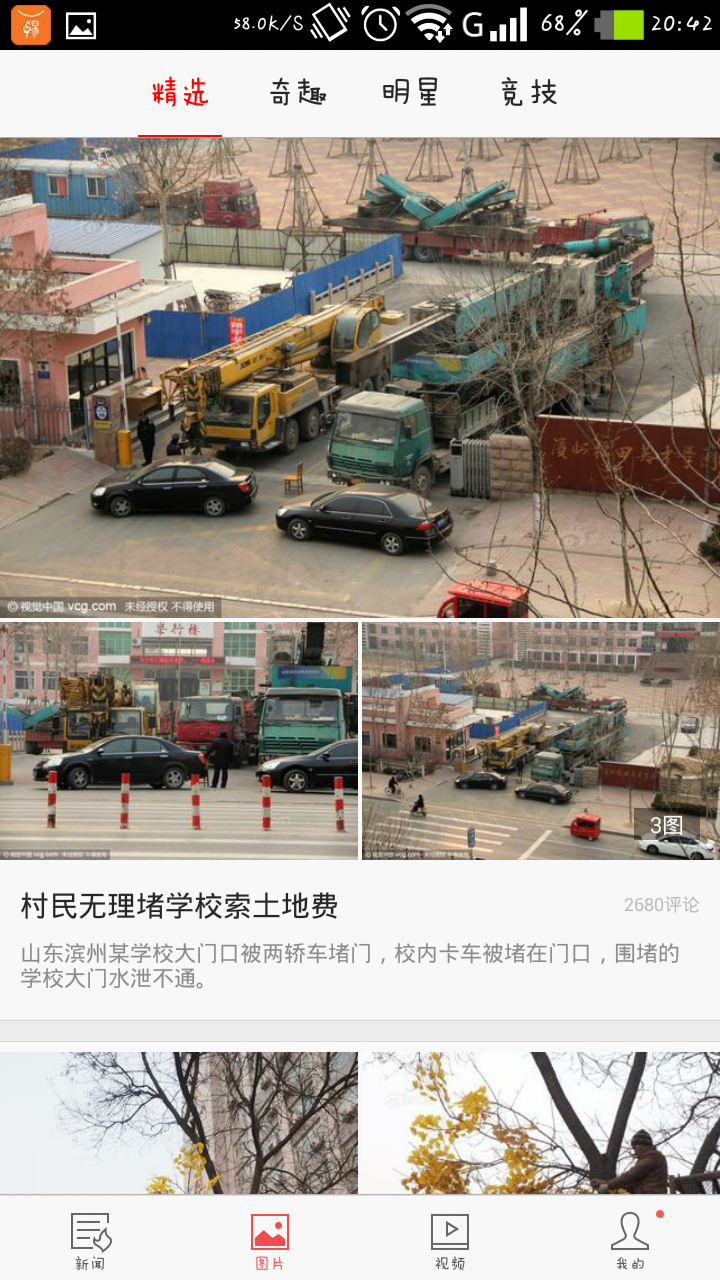 58.0K/S
G
68%
20:42
精选 奇趣 明星 竞技
© 视觉中国 vcg.com 未经授权 不得使用
3图
村民无理堵学校索土地费
2680评论
山东滨州某学校大门口被两轿车堵门，校内卡车被堵在门口，围堵的
学校大门水泄不通。
新闻 图片 视频 我的